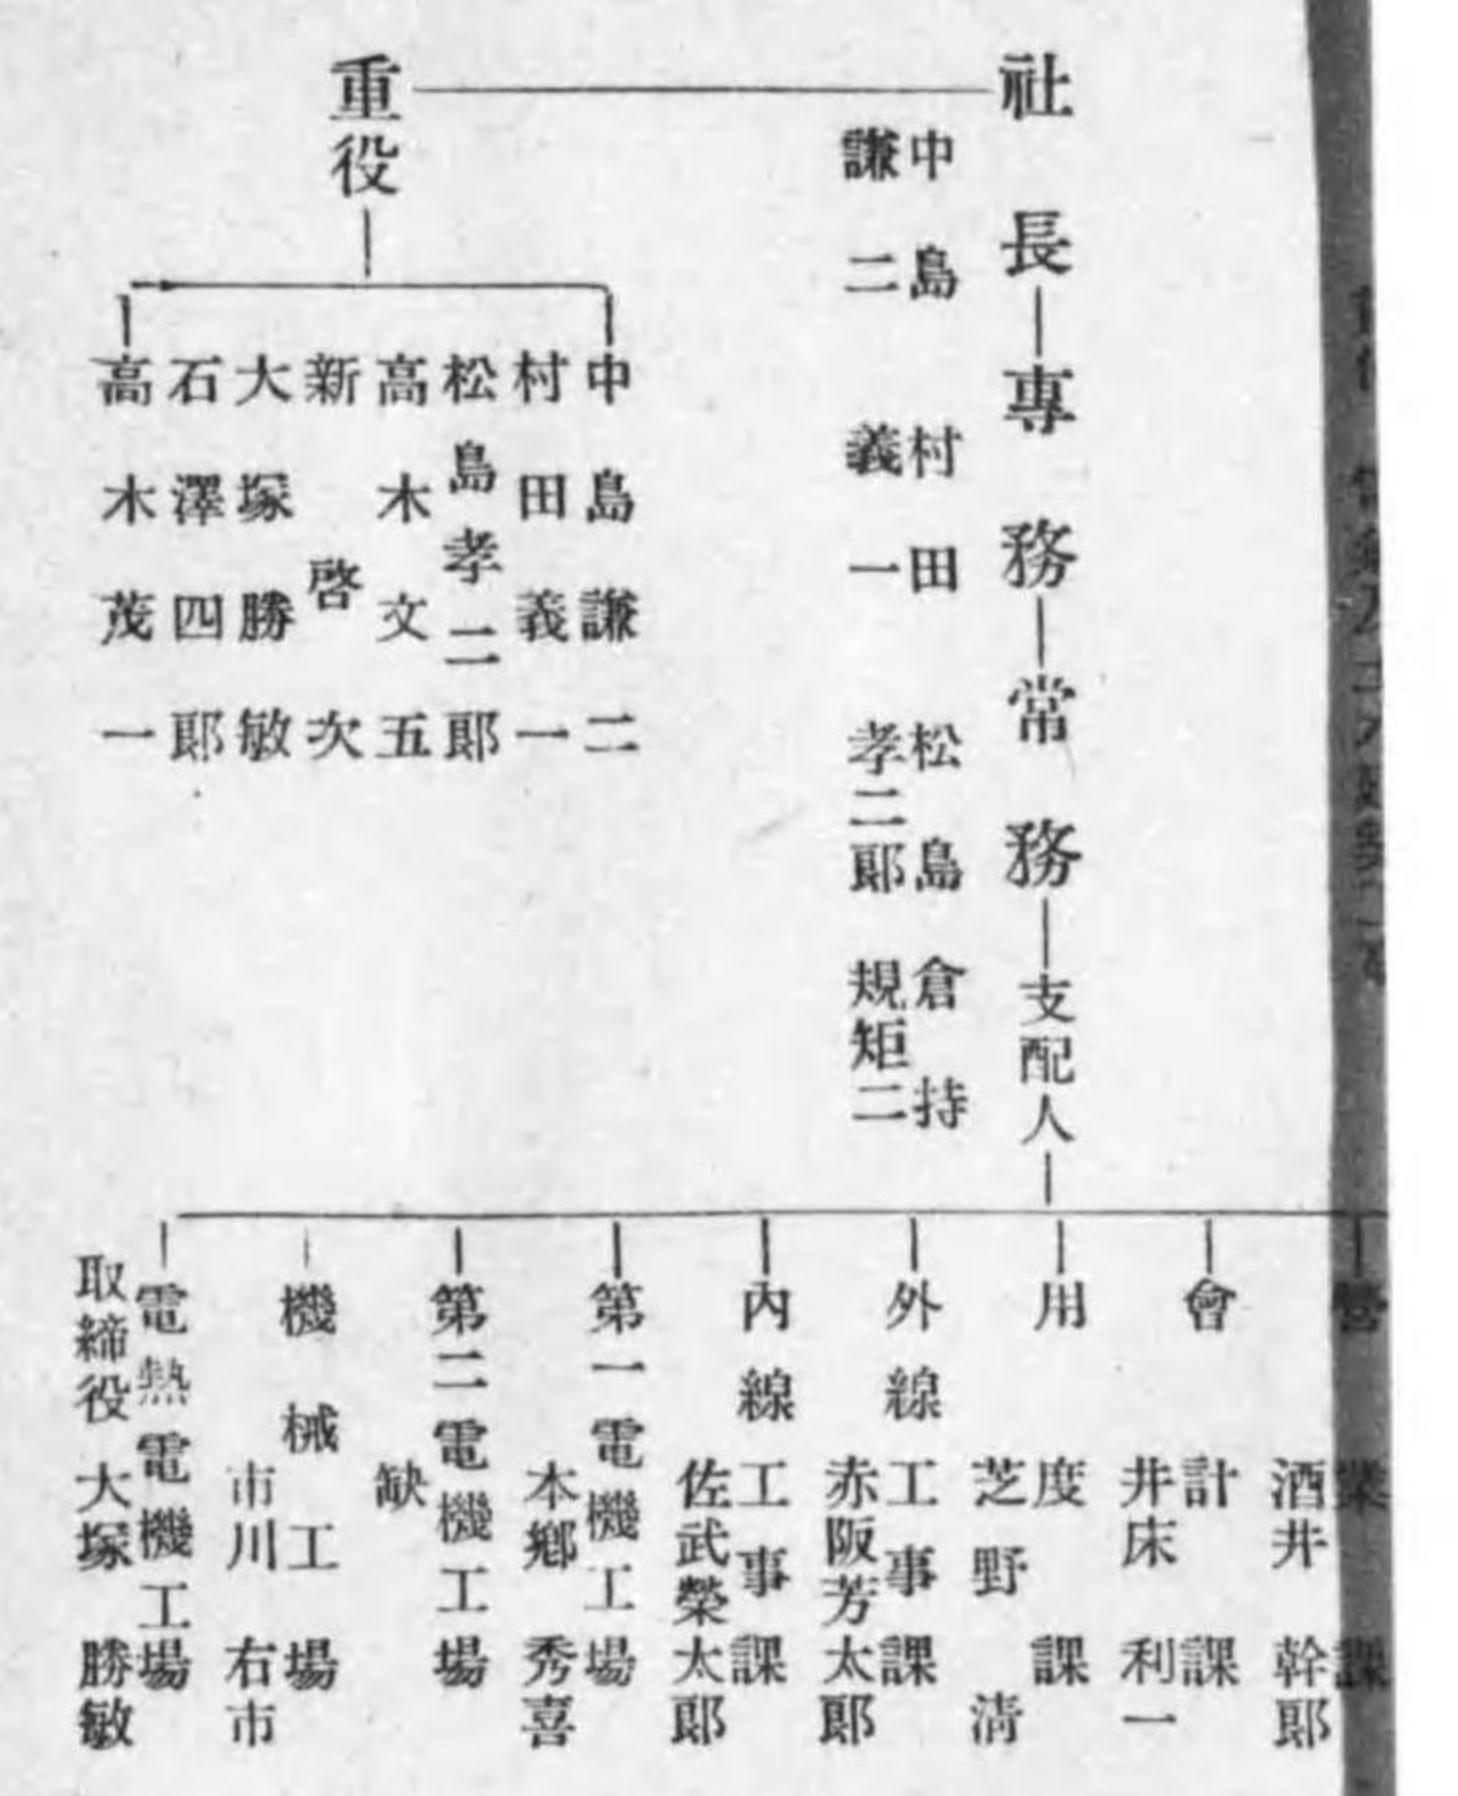 社長―專務―常務―支配人
中島謙二
村田義一
松島孝二郎
倉持規矩二
重役
中島謙二
村田義一
松島孝二郎
高木文五
新啓次
大塚勝敏
石澤四郎
高木茂一
營業課
酒井幹郎
會計課
井床利一
用度課
芝野清
外線工事課
赤阪芳太郎
內線工事課
佐武榮太郎
第一電機工場
本鄕秀喜
第二電機工場
缺
機械工場
市川右市
電熱電機工場
取締役大塚勝敏